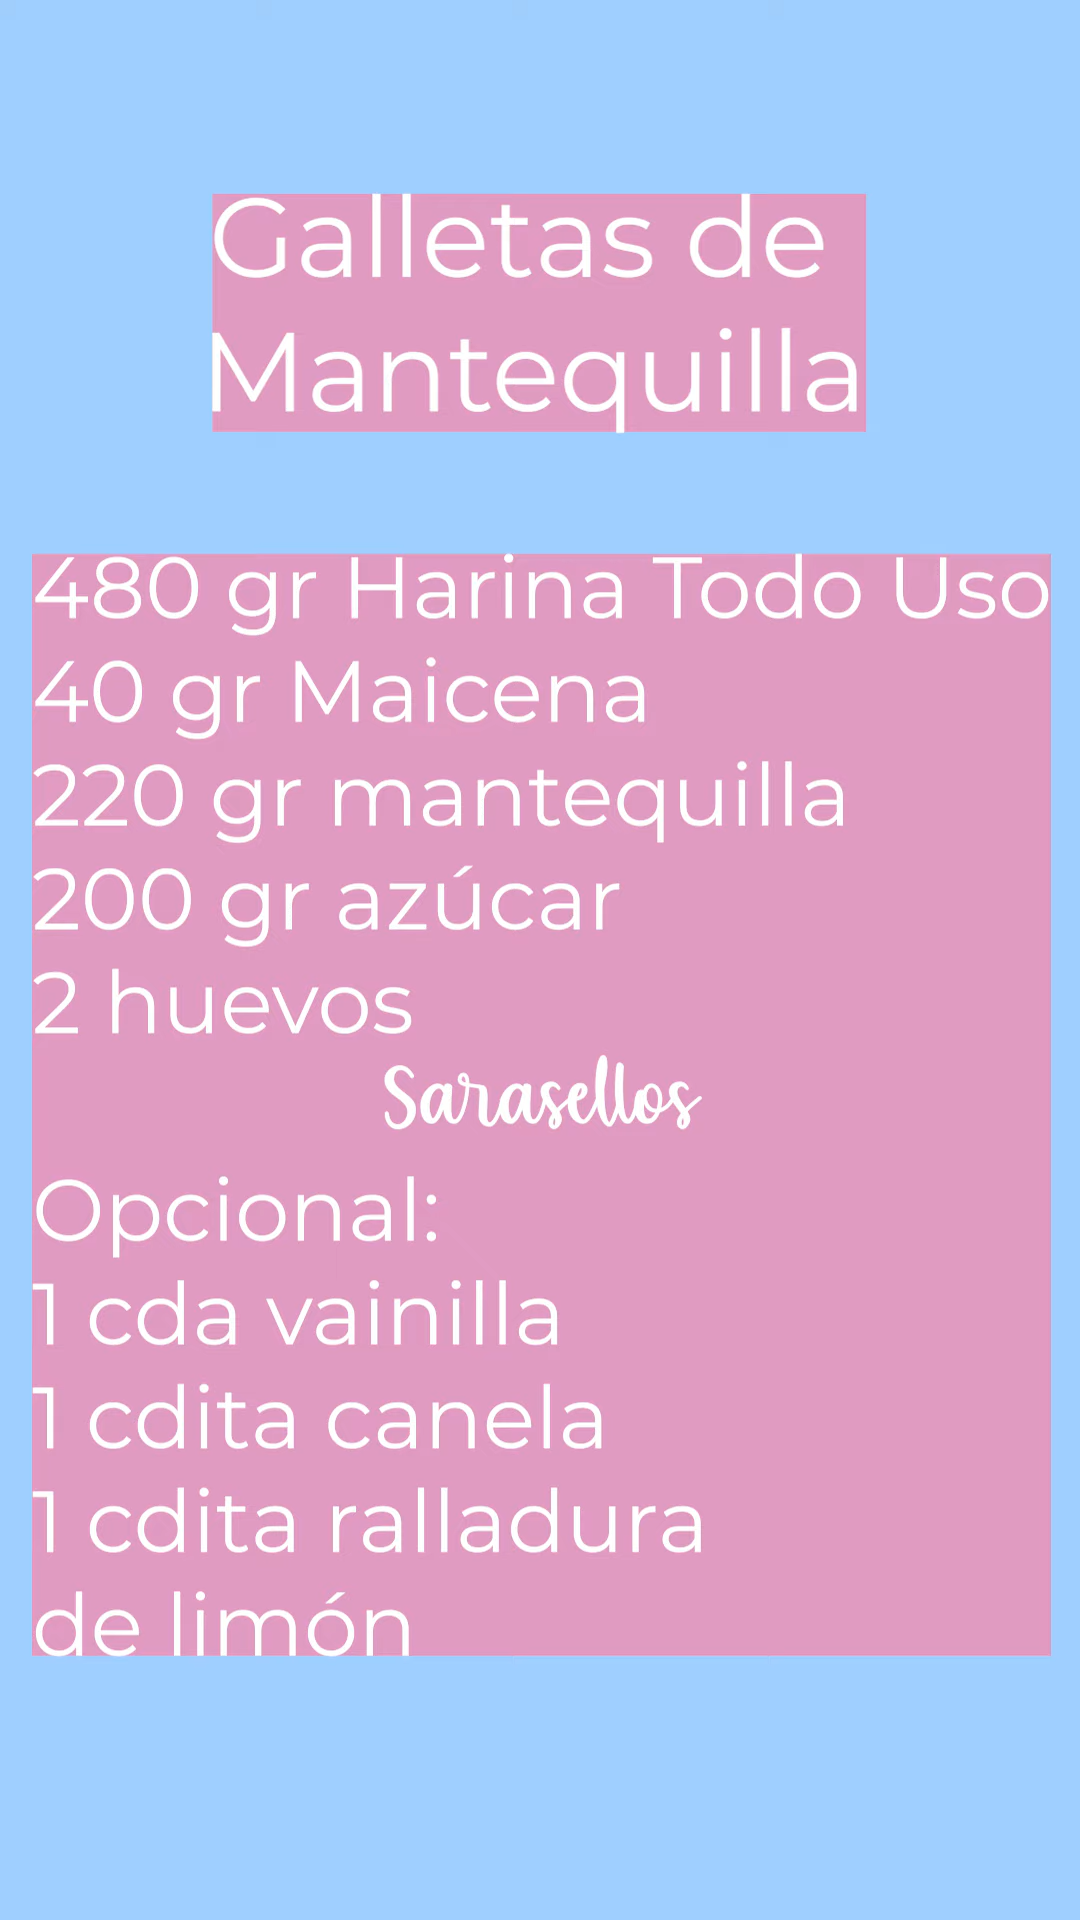 Galletas de
Mantequilla
480 gr Harina Todo Uso
40 gr Maicena
220 gr mantequilla
200 gr azúcar
2 huevos
Sarasellos
Opcional:
1 cda vainilla
1 cdita canela
1 cdita ralladura
de limón